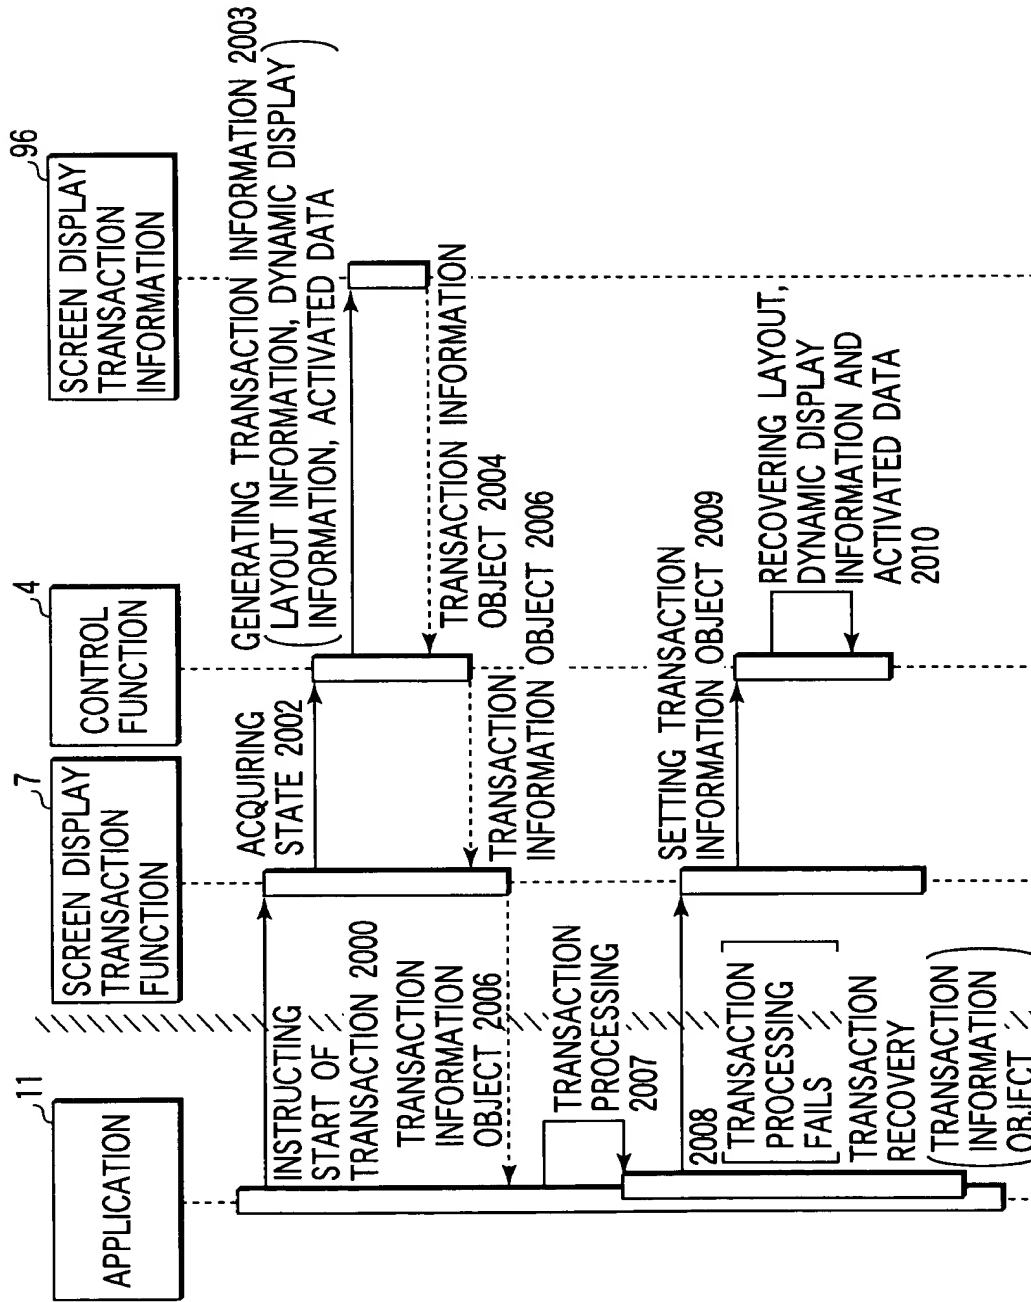 11
APPLICATION
7
SCREEN DISPLAY
TRANSACTION
FUNCTION
4
CONTROL
FUNCTION
96
SCREEN DISPLAY
TRANSACTION
INFORMATION
INSTRUCTING
START OF
TRANSACTION 2000
ACQUIRING
STATE 2002
GENERATING TRANSACTION INFORMATION 2003
(LAYOUT INFORMATION, DYNAMIC DISPLAY
INFORMATION, ACTIVATED DATA)
TRANSACTION INFORMATION
OBJECT 2004
TRANSACTION
INFORMATION OBJECT 2006
TRANSACTION
INFORMATION
OBJECT 2006
TRANSACTION
PROCESSING
2007
2008
[TRANSACTION
PROCESSING
FAILS]
TRANSACTION
RECOVERY
(TRANSACTION
INFORMATION
OBJECT)
SETTING TRANSACTION
INFORMATION OBJECT 2009
RECOVERING LAYOUT,
DYNAMIC DISPLAY
INFORMATION AND
ACTIVATED DATA
2010